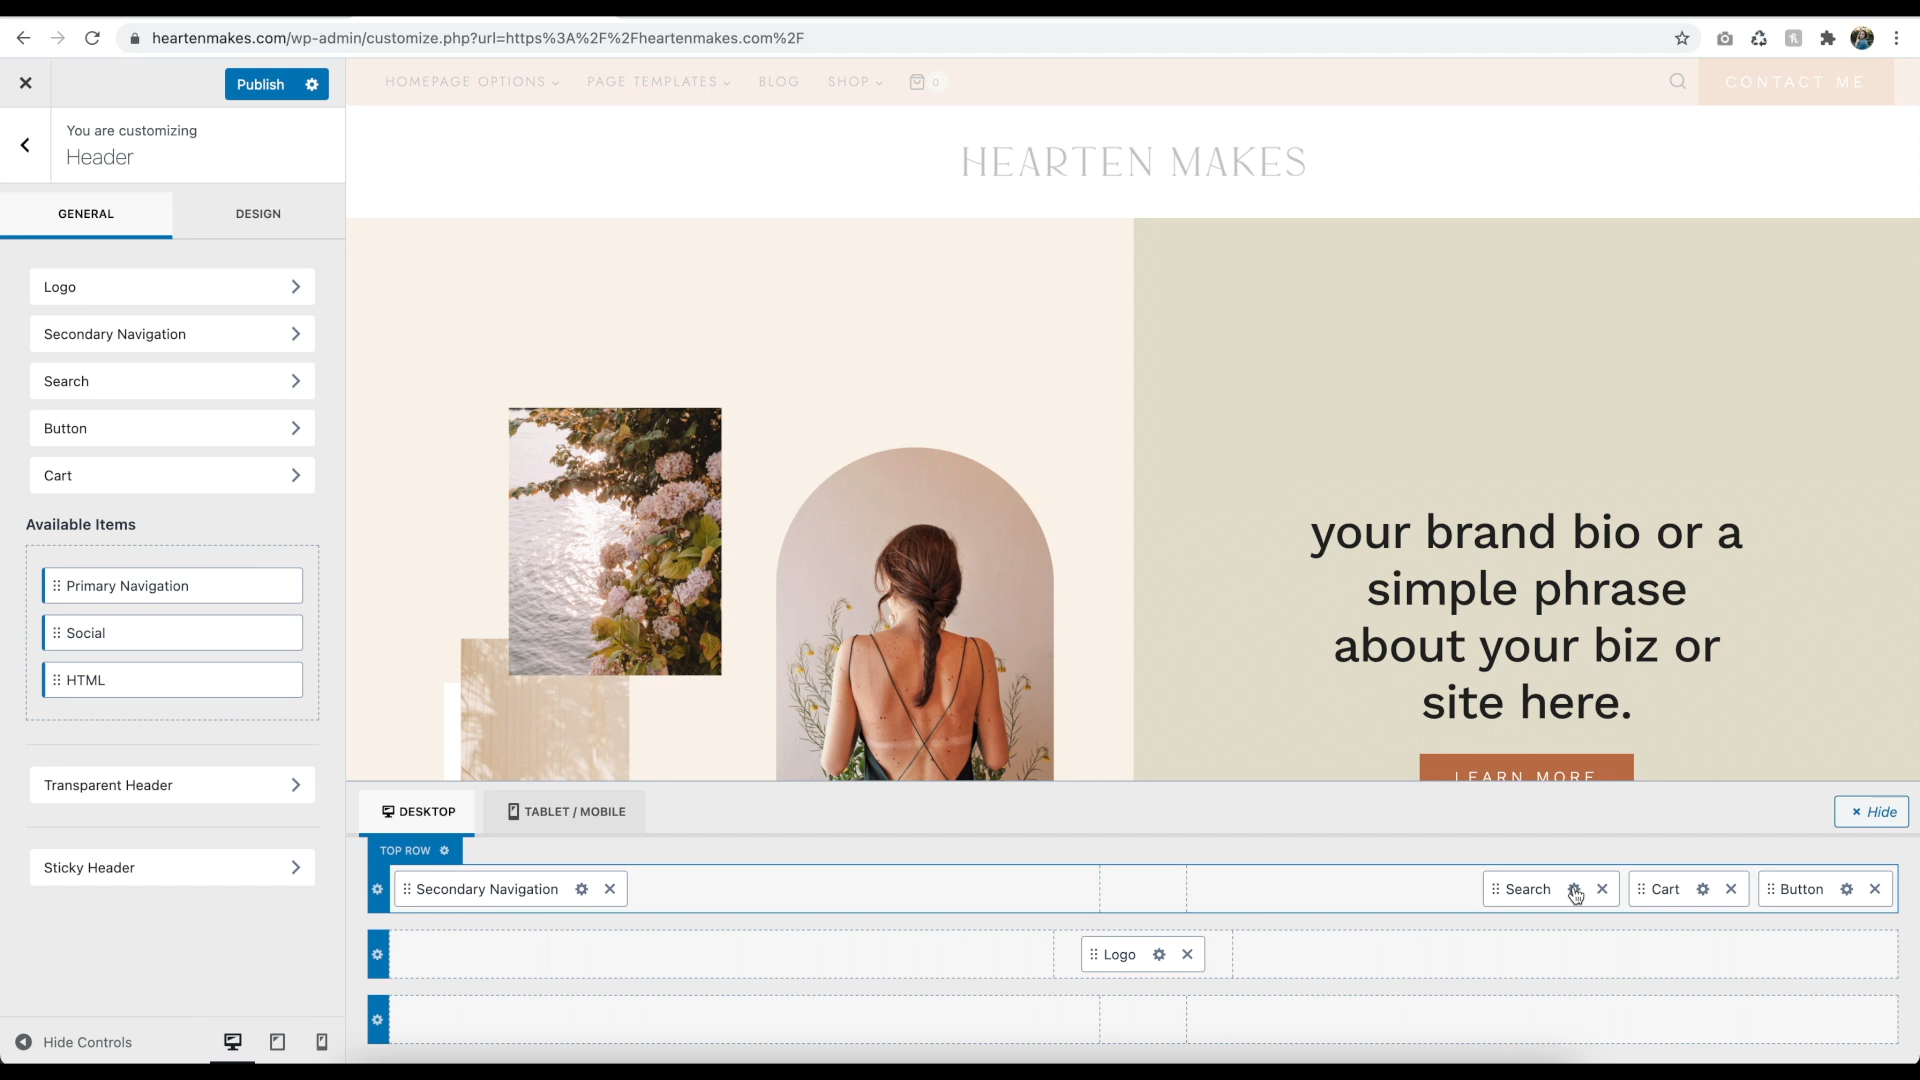 heartenmakes.com/wp-admin/customize.php?url=https%3A%2F%2Fheartenmakes.com%2F
Publish
HOMEPAGE OPTIONS
PAGE TEMPLATES
BLOG
SHOP
0
CONTACT ME
You are customizing
Header
HEARTEN MAKES
GENERAL
DESIGN
Logo
Secondary Navigation
Search
Button
Cart
Available Items
Primary Navigation
Social
HTML
Transparent Header
Sticky Header
your brand bio or a
simple phrase
about your biz or
site here.
LEARN MORE
DESKTOP
TABLET / MOBILE
× Hide
TOP ROW
Secondary Navigation
Search
Cart
Button
Logo
Hide Controls